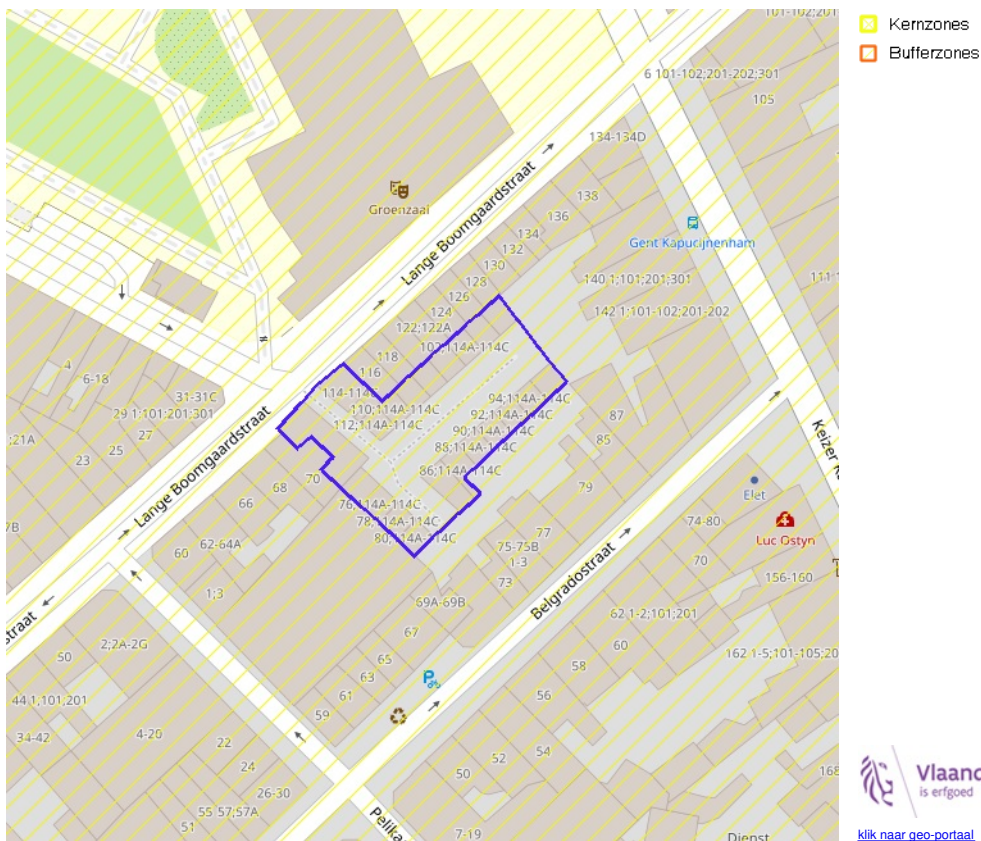 101-102;201
Kernzones
Bufferzones
6 101-102;201-202;301
105
134-134D
Groenzaal
138
136
134
132
130
128
126
124
122;122A
Lange Boomgaardstraat
Gent Kapucijnenham
140 1;101;201;301
142 1;101-102;201-202
118
116
114A-114C
110;114A-114C
112;114A-114C
94;114A-114C
92;114A-114C
90;114A-114C
88;114A-114C
86;114A-114C
76;114A-114C
78;114A-114C
80;114A-114C
4
6-18
31-31C
29 1;101;201;301
27
25
23
;21A
7B
Lange Boomgaardstraat
70
68
66
62-64A
60
1;3
87
85
79
77
75-75B
1-3
73
69A-69B
67
65
63
61
59
Belgradostraat
Keizer
Elet
Luc Ostyn
74-80
70
156-160
62 1-2;101;201
60
58
56
54
52
50
162 1-5;101-105;20
168
straat
2;2A-2G
50
44 1,101,201
34-42
4-20
22
24
26-30
55 57;57A
51
Pelika
7-19
Dienst
Vlaand
is erfgoed
klik naar geo-portaal